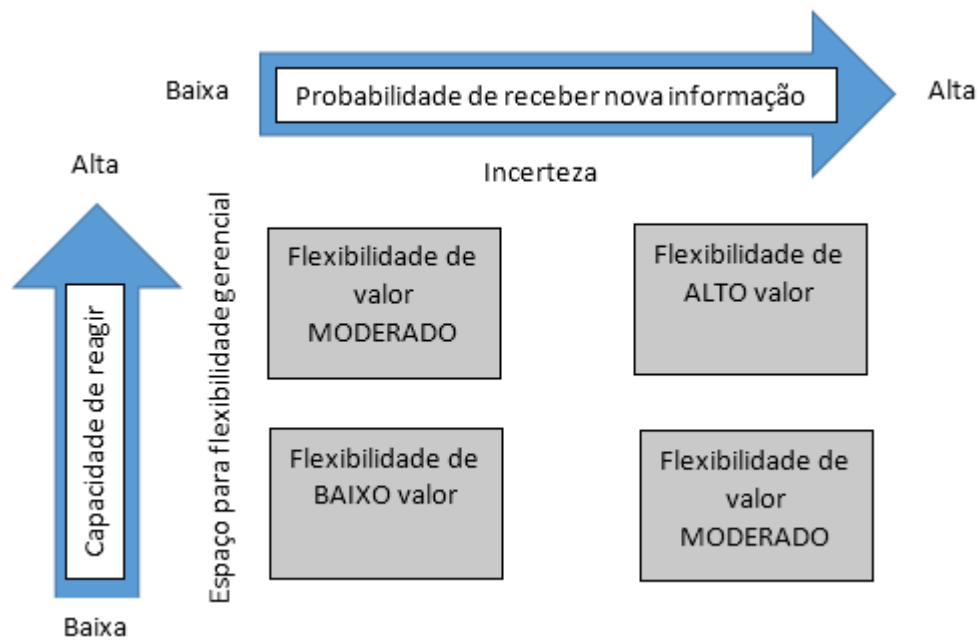 Baixa
Probabilidade de receber nova informação
Alta
Incerteza
Alta
Capacidade de reagir
Baixa
Espaço para flexibilidade gerencial
Flexibilidade de
valor
MODERADO
Flexibilidade de
ALTO valor
Flexibilidade de
BAIXO valor
Flexibilidade de
valor
MODERADO